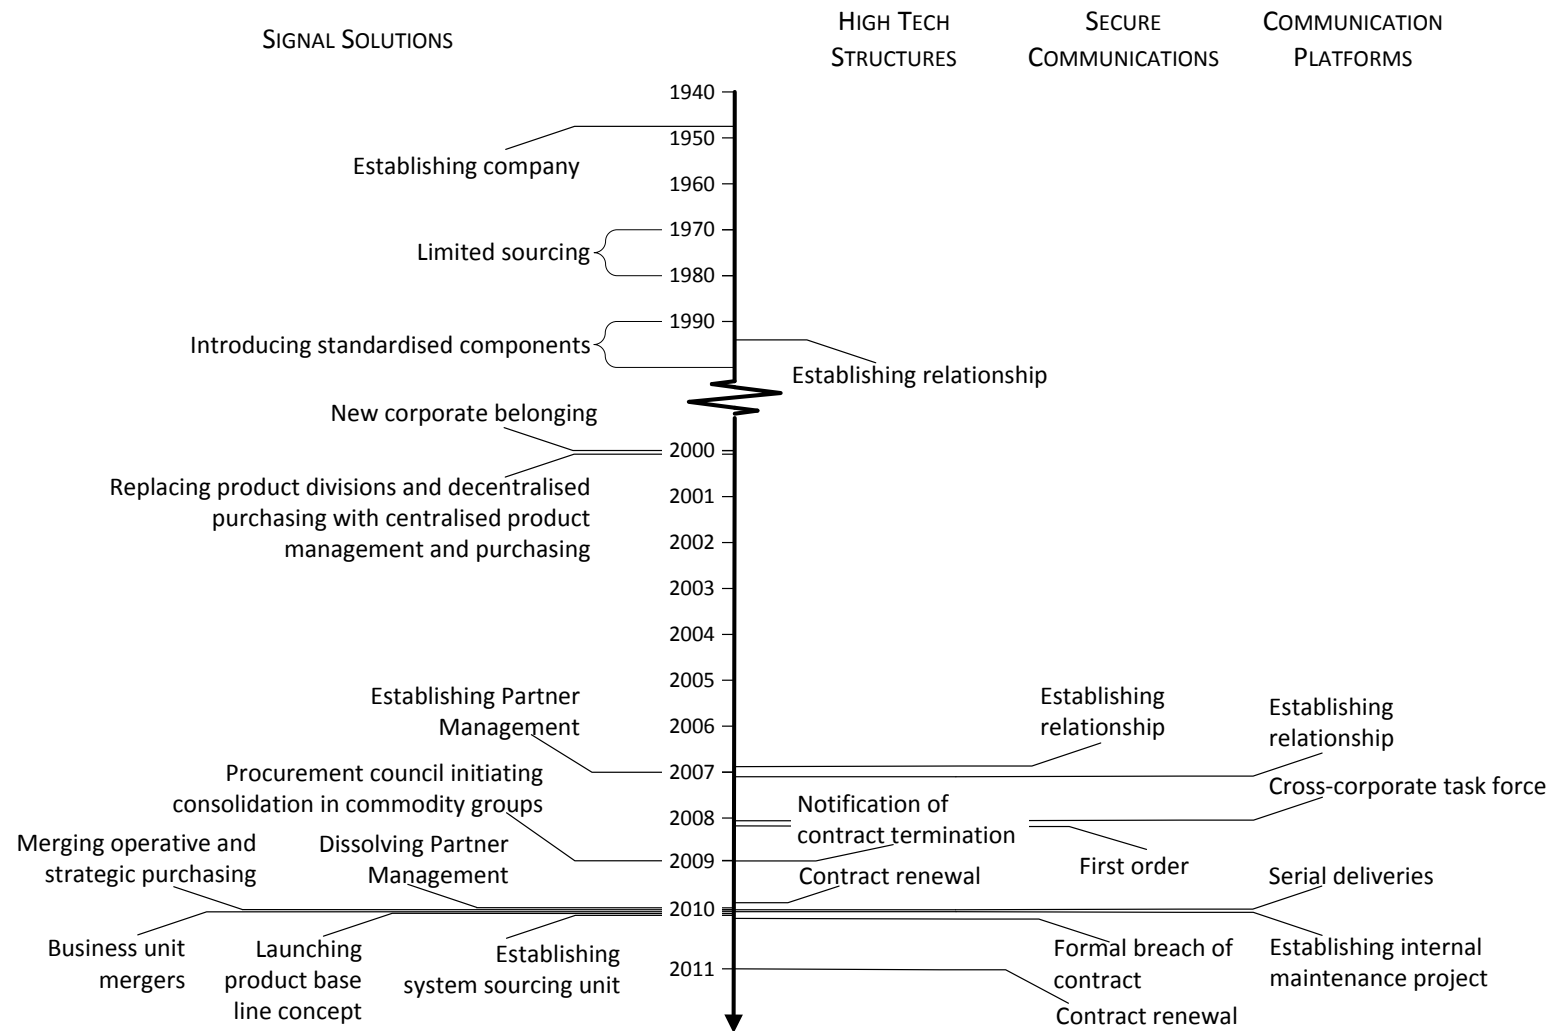 SIGNAL SOLUTIONS
HIGH TECH
STRUCTURES
SECURE
COMMUNICATIONS
COMMUNICATION
PLATFORMS
1940
1950
Establishing company
1960
1970
Limited sourcing
1980
1990
Introducing standardised components
Establishing relationship
New corporate belonging
2000
Replacing product divisions and decentralised
purchasing with centralised product
management and purchasing
2001
2002
2003
2004
2005
Establishing Partner
Management
2006
Establishing
relationship
Establishing
relationship
2007
Procurement council initiating
consolidation in commodity groups
Cross-corporate task force
2008
Notification of
contract termination
Merging operative and
strategic purchasing
Dissolving Partner
Management
2009
First order
Contract renewal
Serial deliveries
2010
Business unit
mergers
Launching
product base
line concept
Establishing
system sourcing unit
Formal breach of
contract
Establishing internal
maintenance project
2011
Contract renewal